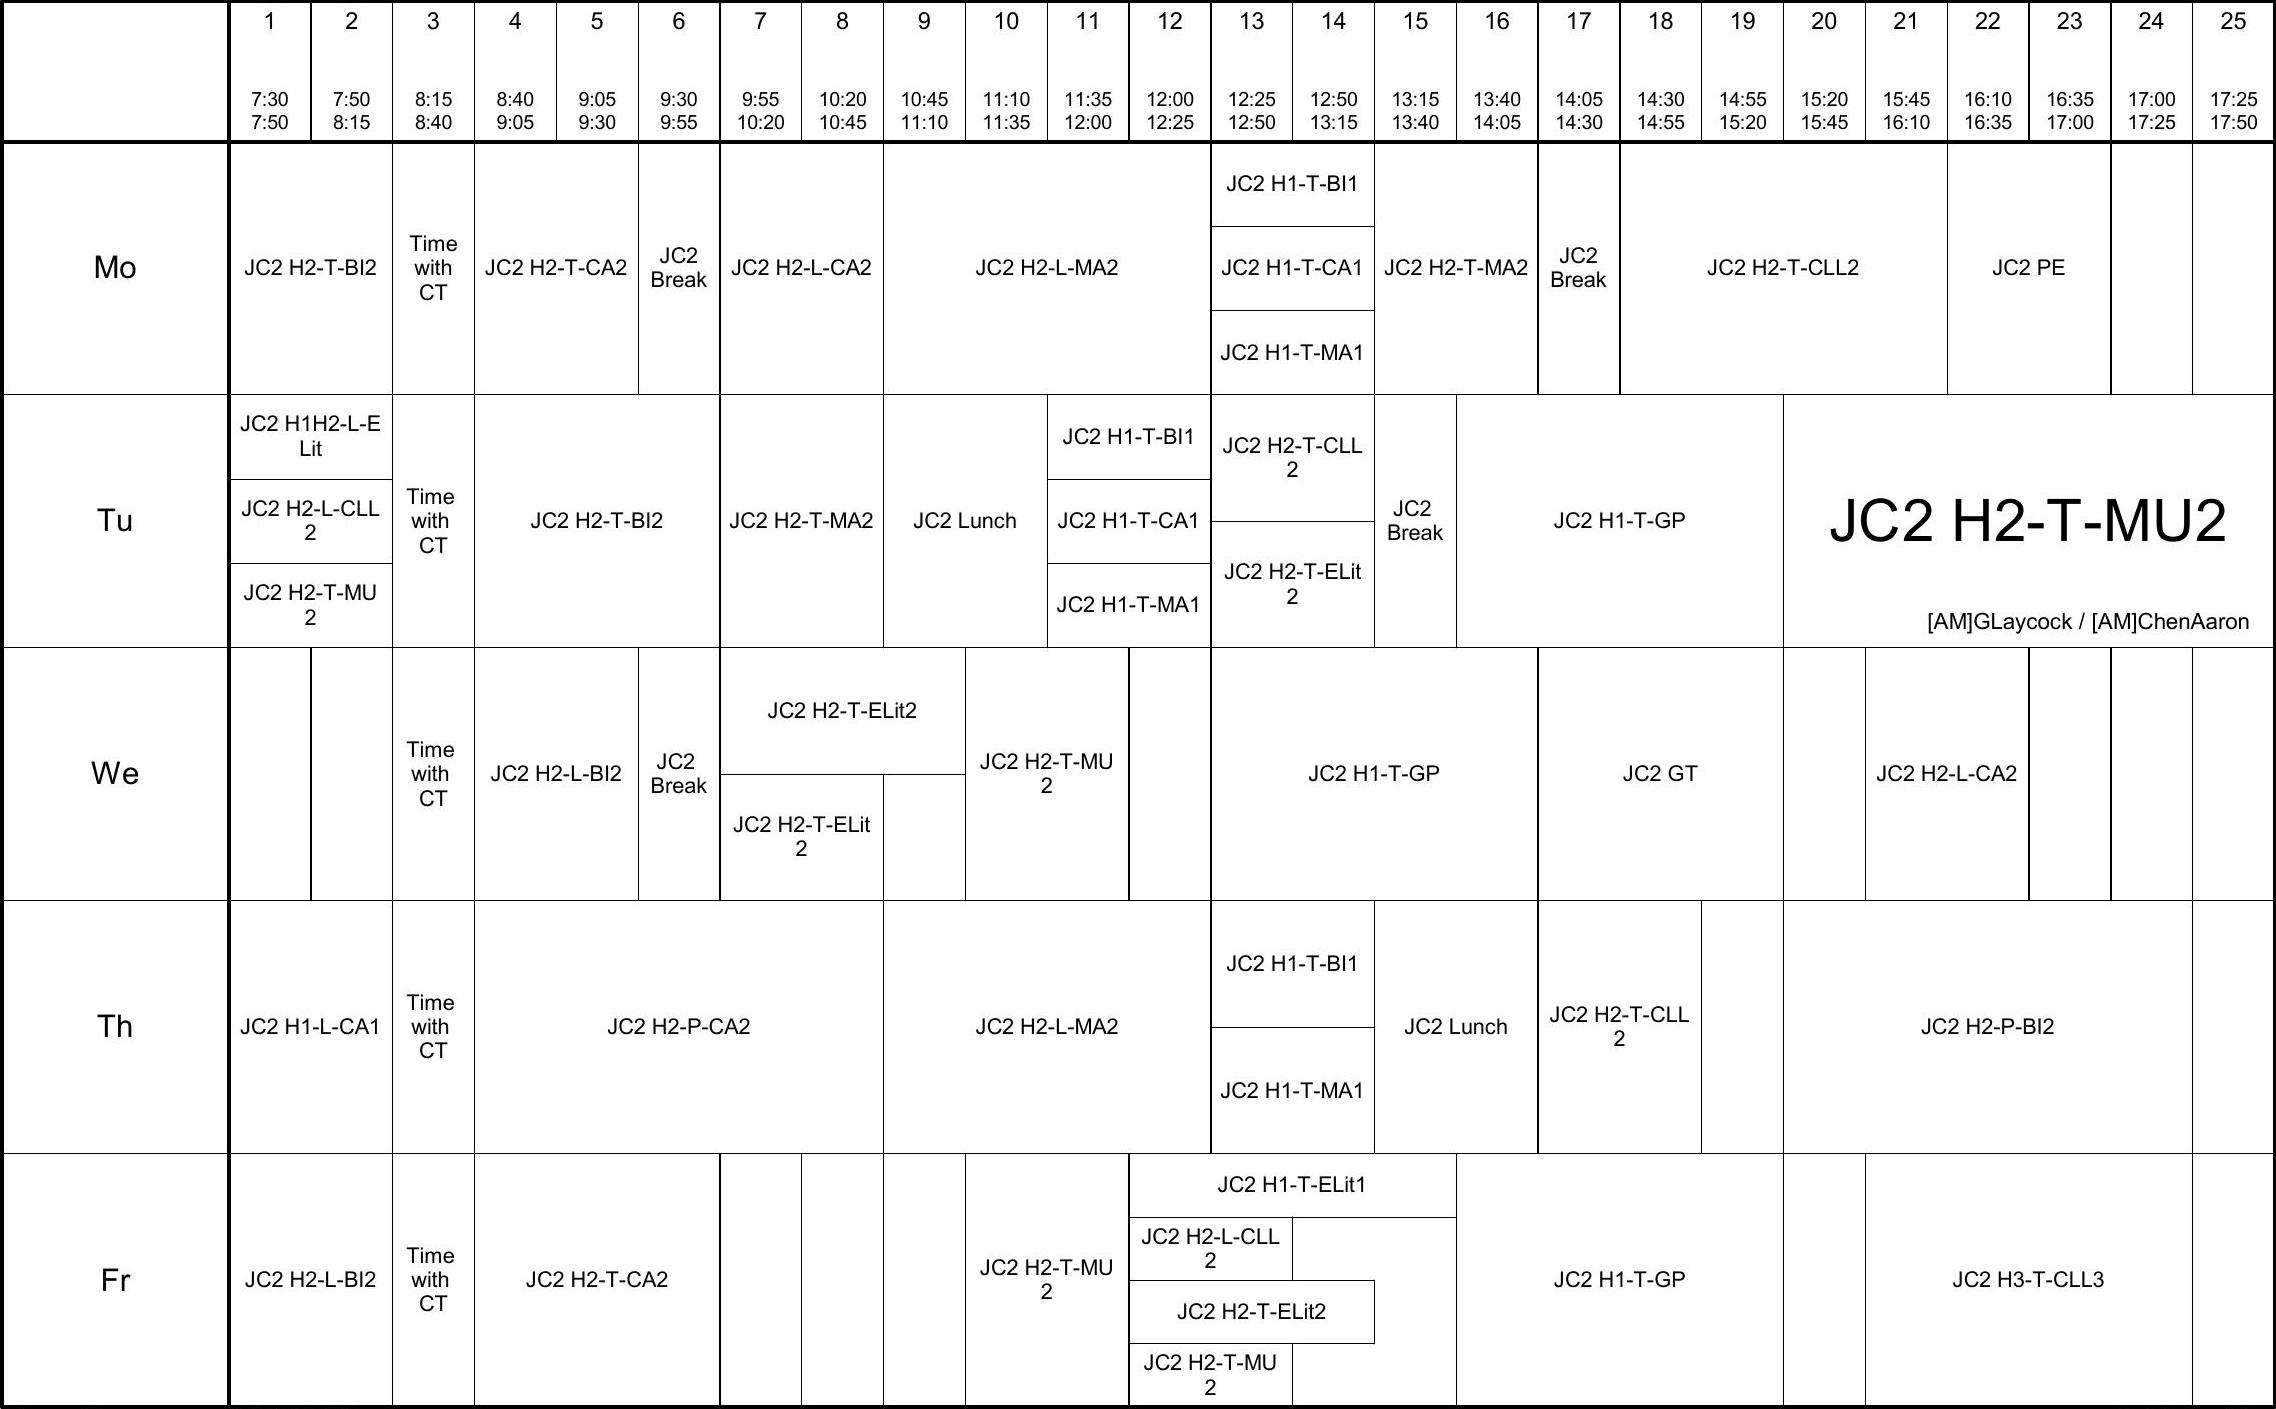 1 2 3 4 5 6 7 8 9 10 11 12 13 14 15 16 17 18 19 20 21 22 23 24 25
7:30 7:50 8:15 8:40 9:05 9:30 9:55 10:20 10:45 11:10 11:35 12:00 12:25 12:50 13:15 13:40 14:05 14:30 14:55 15:20 15:45 16:10 16:35 17:00 17:25
7:50 8:15 8:40 9:05 9:30 9:55 10:20 10:45 11:10 11:35 12:00 12:25 12:50 13:15 13:40 14:05 14:30 14:55 15:20 15:45 16:10 16:35 17:00 17:25 17:50
Mo
JC2 H2-T-BI2
Time
with
CT
JC2 H2-T-CA2
JC2
Break
JC2 H2-L-CA2
JC2 H2-L-MA2
JC2 H1-T-BI1
JC2 H1-T-CA1
JC2 H1-T-MA1
JC2 H2-T-MA2
JC2
Break
JC2 H2-T-CLL2
JC2 PE
Tu
JC2 H1H2-L-E
Lit
JC2 H2-L-CLL
2
JC2 H2-T-MU
2
Time
with
CT
JC2 H2-T-BI2
JC2 H2-T-MA2
JC2 Lunch
JC2 H1-T-BI1
JC2 H1-T-CA1
JC2 H1-T-MA1
JC2 H2-T-CLL
2
JC2 H2-T-ELit
2
JC2
Break
JC2 H1-T-GP
JC2 H2-T-MU2
[AM]GLaycock / [AM]ChenAaron
We
Time
with
CT
JC2 H2-L-BI2
JC2
Break
JC2 H2-T-ELit2
JC2 H2-T-ELit
2
JC2 H2-T-MU
2
JC2 H1-T-GP
JC2 GT
JC2 H2-L-CA2
Th
JC2 H1-L-CA1
Time
with
CT
JC2 H2-P-CA2
JC2 H2-L-MA2
JC2 H1-T-BI1
JC2 H1-T-MA1
JC2 Lunch
JC2 H2-T-CLL
2
JC2 H2-P-BI2
Fr
JC2 H2-L-BI2
Time
with
CT
JC2 H2-T-CA2
JC2 H2-T-MU
2
JC2 H1-T-ELit1
JC2 H2-L-CLL
2
JC2 H2-T-ELit2
JC2 H2-T-MU
2
JC2 H1-T-GP
JC2 H3-T-CLL3